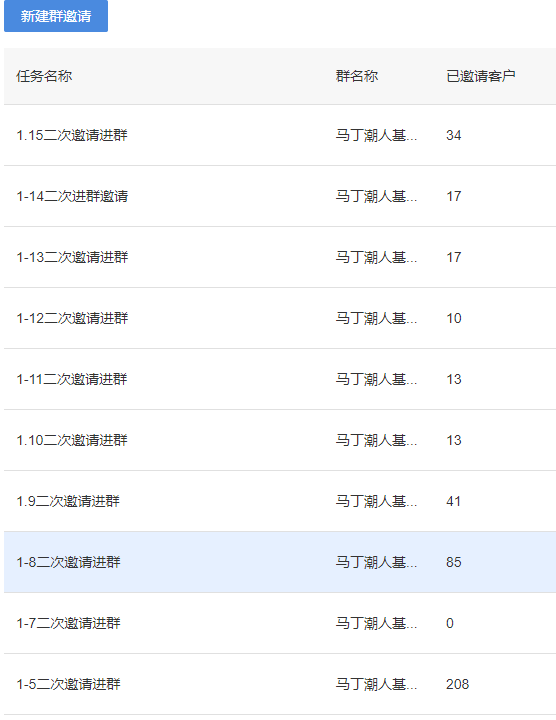 新建群邀请
任务名称 群名称 已邀请客户
1.15二次邀请进群 马丁潮人基... 34
1-14二次进群邀请 马丁潮人基... 17
1-13二次邀请进群 马丁潮人基... 17
1-12二次邀请进群 马丁潮人基... 10
1-11二次邀请进群 马丁潮人基... 13
1.10二次邀请进群 马丁潮人基... 13
1.9二次邀请进群 马丁潮人基... 41
1-8二次邀请进群 马丁潮人基... 85
1-7二次邀请进群 马丁潮人基... 0
1-5二次邀请进群 马丁潮人基... 208